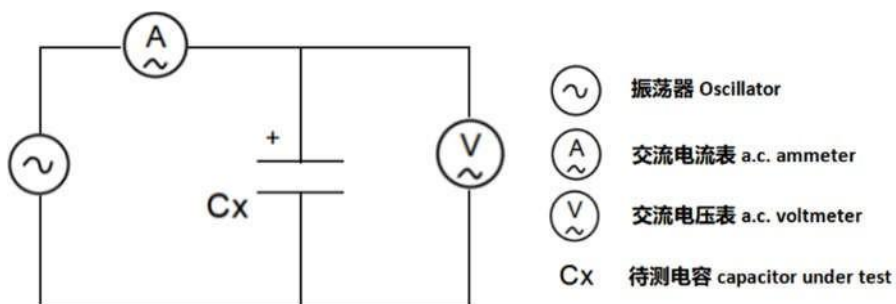 A
~
+
V
~
Cx
~ 振荡器 Oscillator
A
~ 交流电流表 a.c. ammeter
V
~ 交流电压表 a.c. voltmeter
Cx 待测电容 capacitor under test